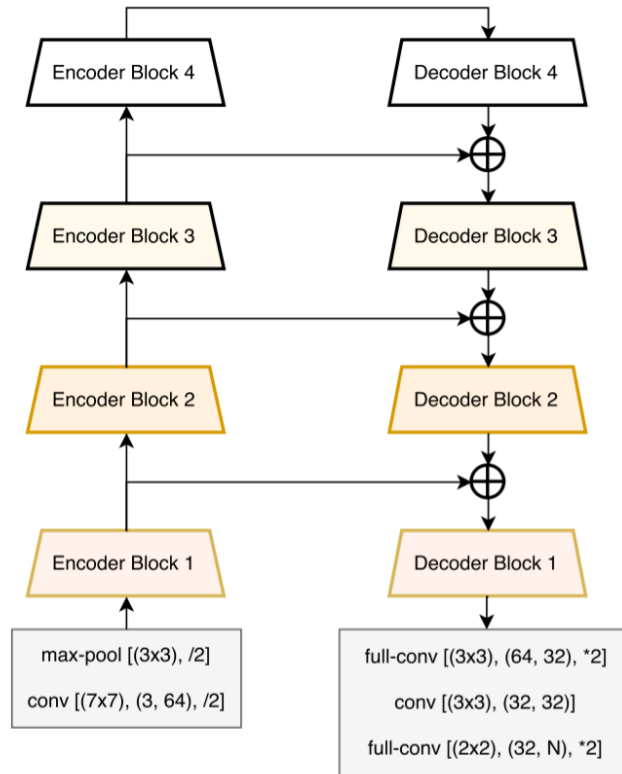 Encoder Block 4
Decoder Block 4
Encoder Block 3
Decoder Block 3
Encoder Block 2
Decoder Block 2
Encoder Block 1
Decoder Block 1
max-pool [(3x3), /2]
conv [(7x7), (3, 64), /2]
full-conv [(3x3), (64, 32), *2]
conv [(3x3), (32, 32)]
full-conv [(2x2), (32, N), *2]